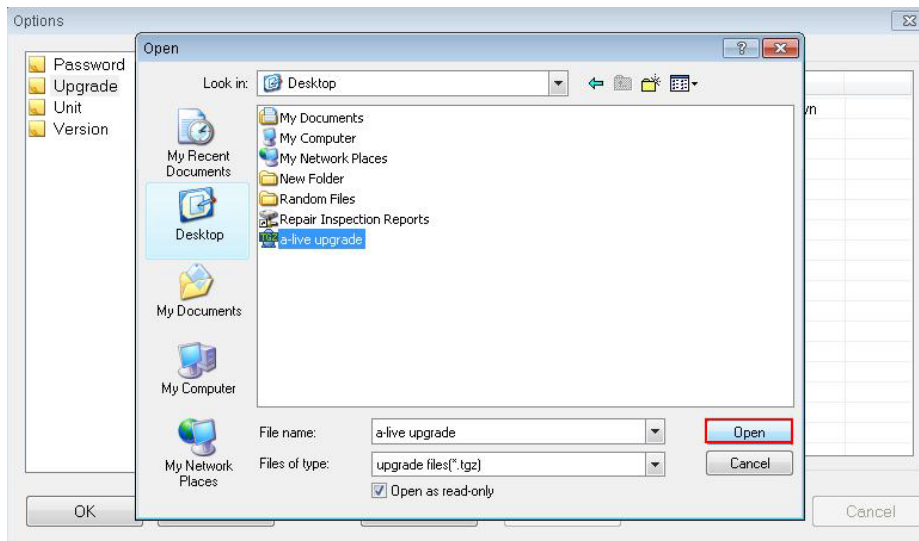 Options
Password
Upgrade
Unit
Version
Open
Look in:
Desktop
My Recent
Documents
Desktop
My Documents
My Computer
My Network
Places
My Documents
My Computer
My Network Places
New Folder
Random Files
Repair Inspection Reports
TGZ
a-live upgrade
File name:
a-live upgrade
Open
Files of type:
upgrade files(*.tgz)
Cancel
Open as read-only
OK
Cancel